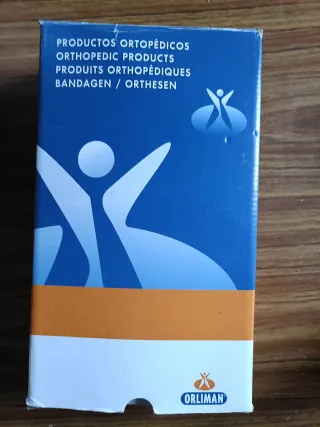 PRODUCTOS ORTOPÉDICOS
ORTHOPEDIC PRODUCTS
PRODUITS ORTHOPÉDIQUES
BANDAGEN / ORTHESEN
ORLIMAN